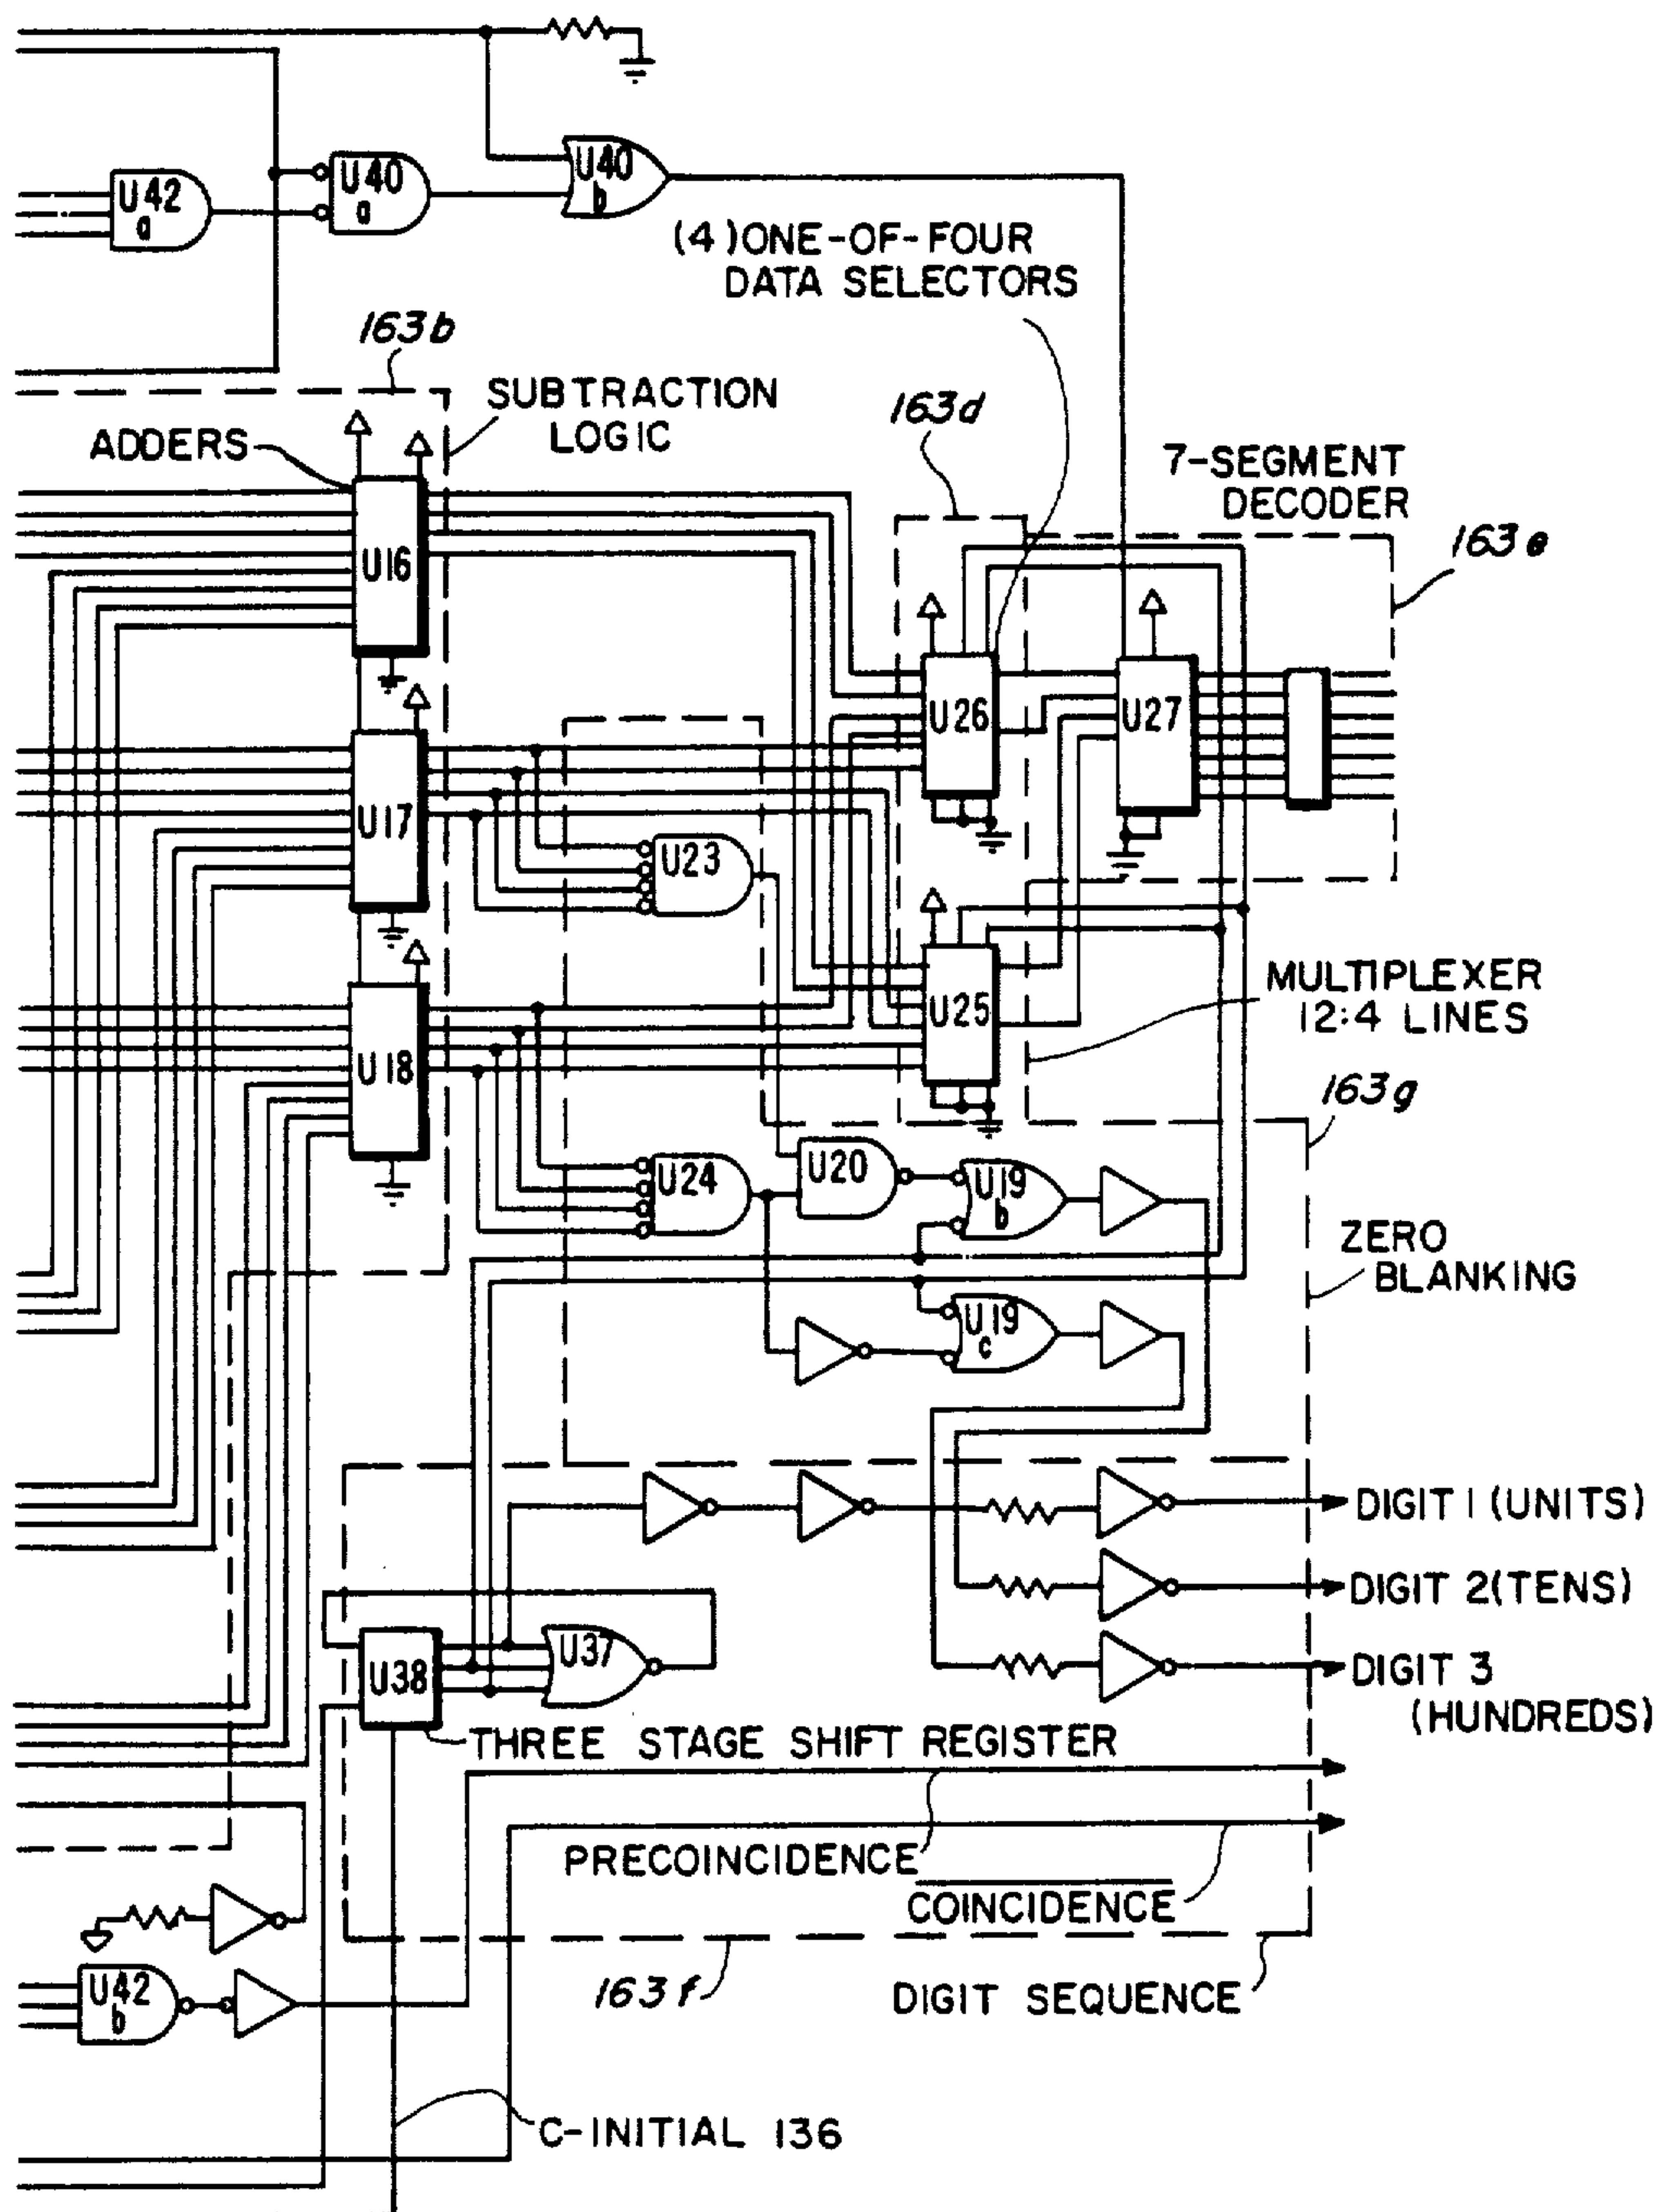 U42
a
U40
a
U40
b
(4)ONE-OF-FOUR
DATA SELECTORS
163b
SUBTRACTION
LOGIC
163d
ADDERS
7-SEGMENT
DECODER
163e
U16
U26
U27
U17
U23
MULTIPLEXER
12:4 LINES
U25
U18
163g
U24
U20
U19
b
ZERO
BLANKING
U19
c
DIGIT 1 (UNITS)
DIGIT 2(TENS)
U37
U38
DIGIT 3
(HUNDREDS)
THREE STAGE SHIFT REGISTER
PRECOINCIDENCE
COINCIDENCE
163f
DIGIT SEQUENCE
U42
b
C-INITIAL 136